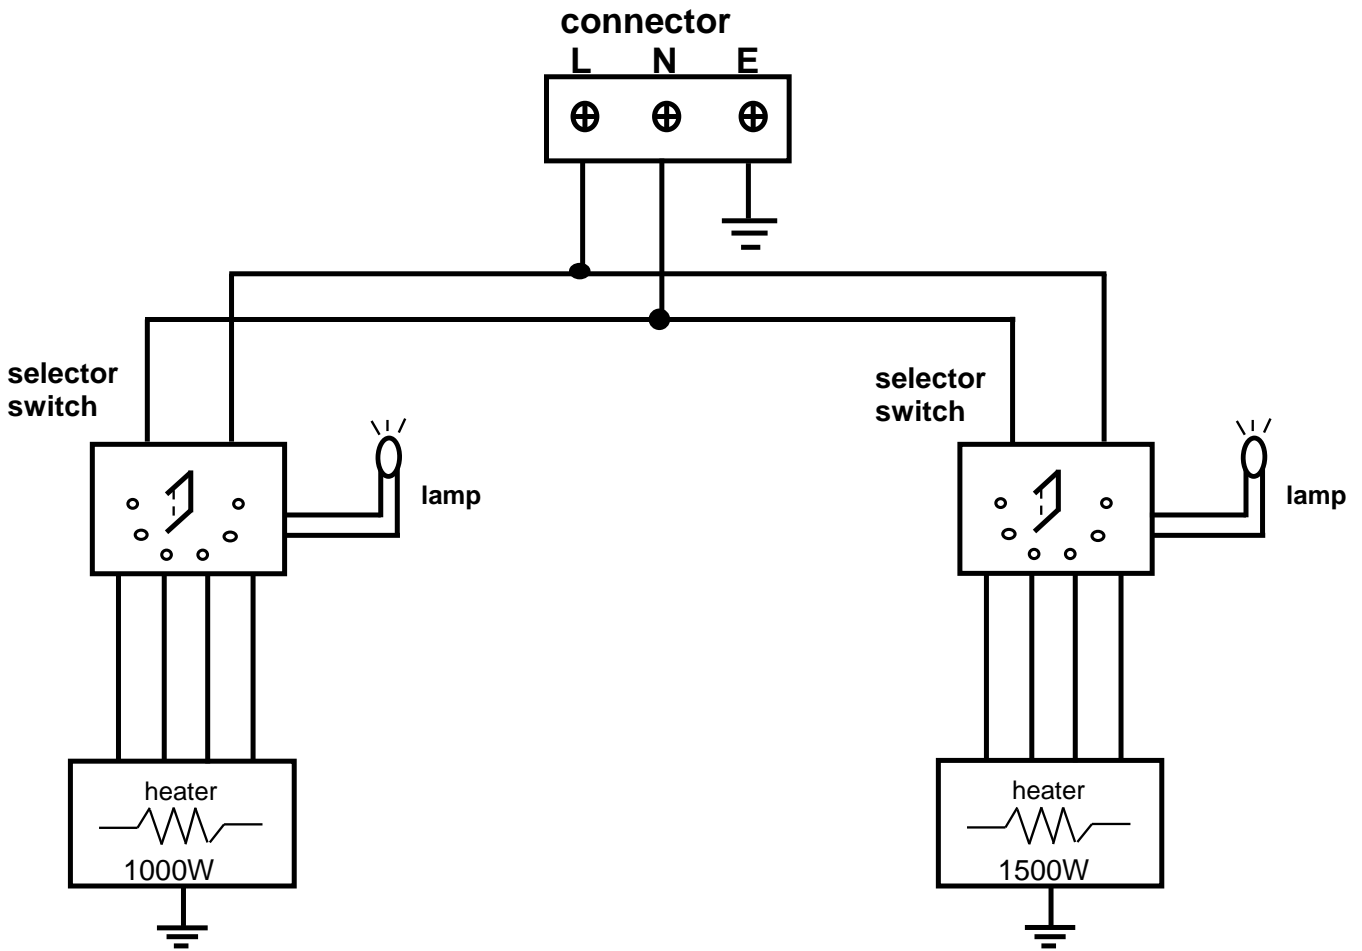 connector
L N E
selector
switch
lamp
selector
switch
lamp
heater
1000W
heater
1500W